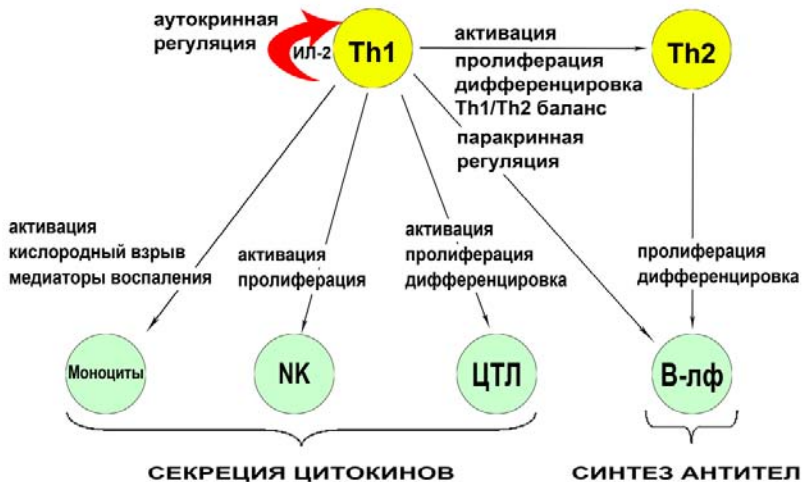 аутокринная
регуляция
ИЛ-2
Th1
активация
пролиферация
дифференцировка
Th1/Th2 баланс
Th2
паракринная
регуляция
активация
кислородный взрыв
медиаторы воспаления
активация
пролиферация
активация
пролиферация
дифференцировка
пролиферация
дифференцировка
Моноциты
NK
ЦТЛ
В-лф
СЕКРЕЦИЯ ЦИТОКИНОВ
СИНТЕЗ АНТИТЕЛ